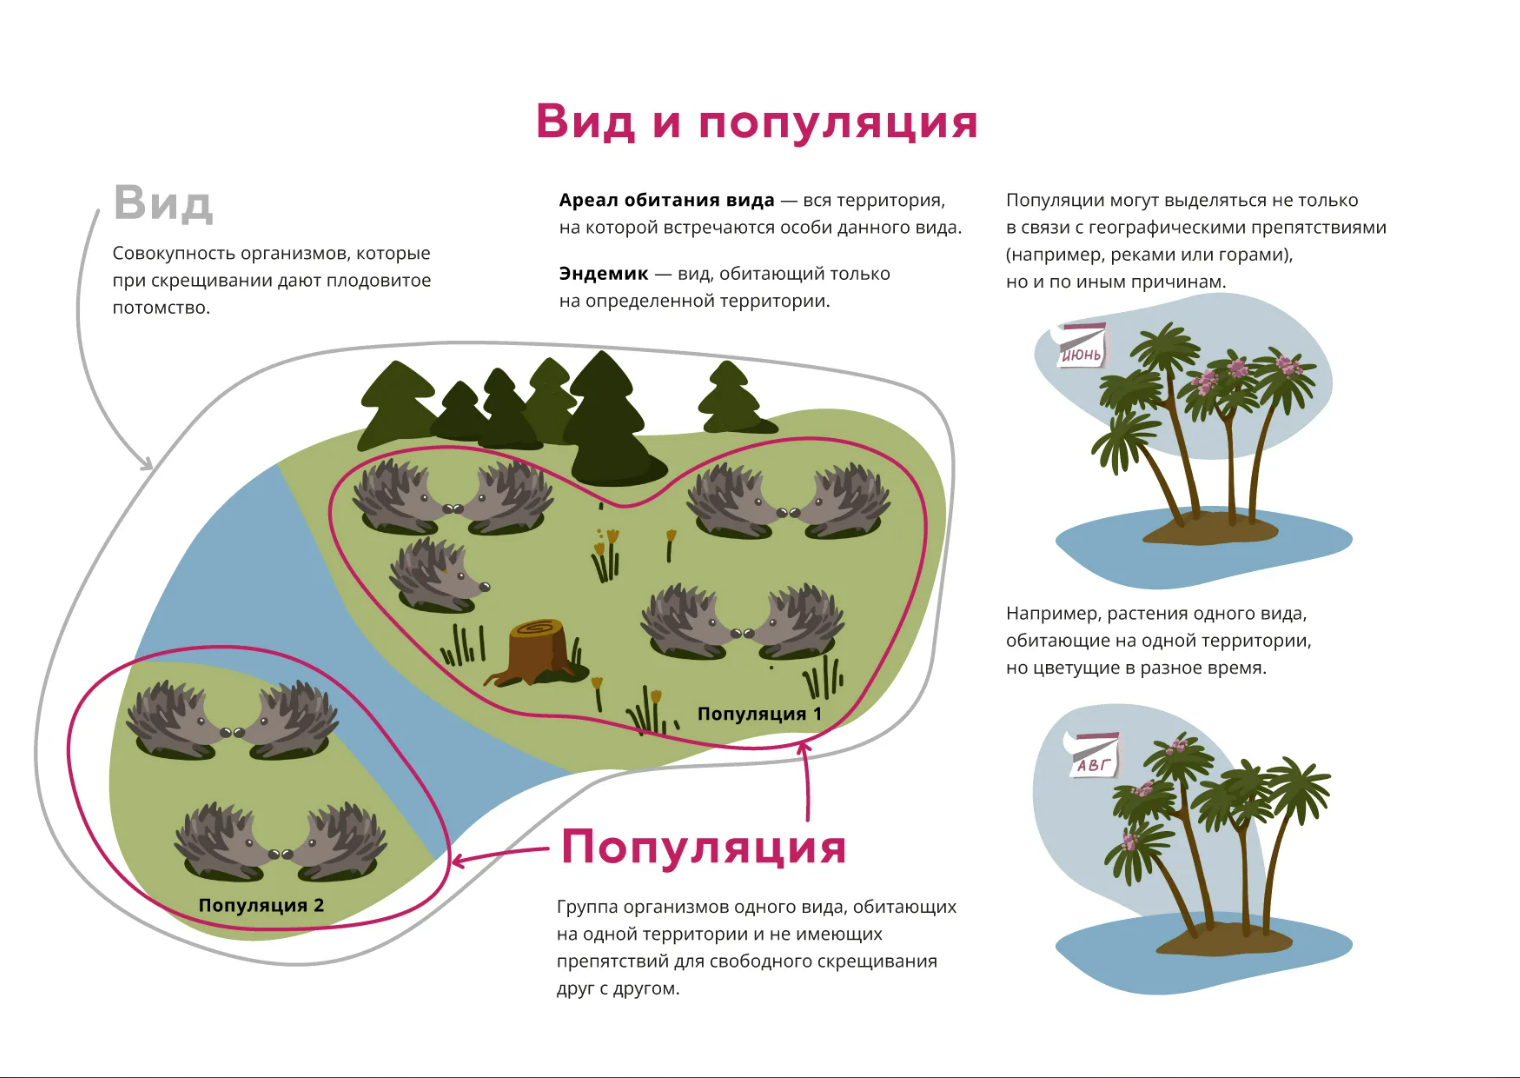 Вид и популяция
Вид
Совокупность организмов, которые
при скрещивании дают плодовитое
потомство.
Ареал обитания вида — вся территория,
на которой встречаются особи данного вида.
Эндемик — вид, обитающий только
на определенной территории.
Популяции могут выделяться не только
в связи с географическими препятствиями
(например, реками или горами),
но и по иным причинам.
ИЮНЬ
Например, растения одного вида,
обитающие на одной территории,
но цветущие в разное время.
АВГ
Популяция 1
Популяция 2
Популяция
Группа организмов одного вида, обитающих
на одной территории и не имеющих
препятствий для свободного скрещивания
друг с другом.